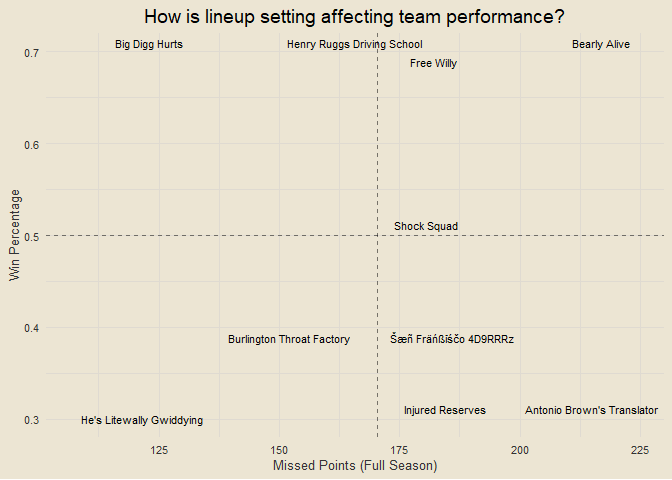 How is lineup setting affecting team performance?
Big Digg Hurts
Henry Ruggs Driving School
Bearly Alive
Free Willy
Shock Squad
Burlington Throat Factory
Šæñ Fräńßïśčo 4D9RRRz
Injured Reserves
Antonio Brown's Translator
He's Litewally Gwiddying
Win Percentage
0.7
0.6
0.5
0.4
0.3
125
150
175
200
225
Missed Points (Full Season)